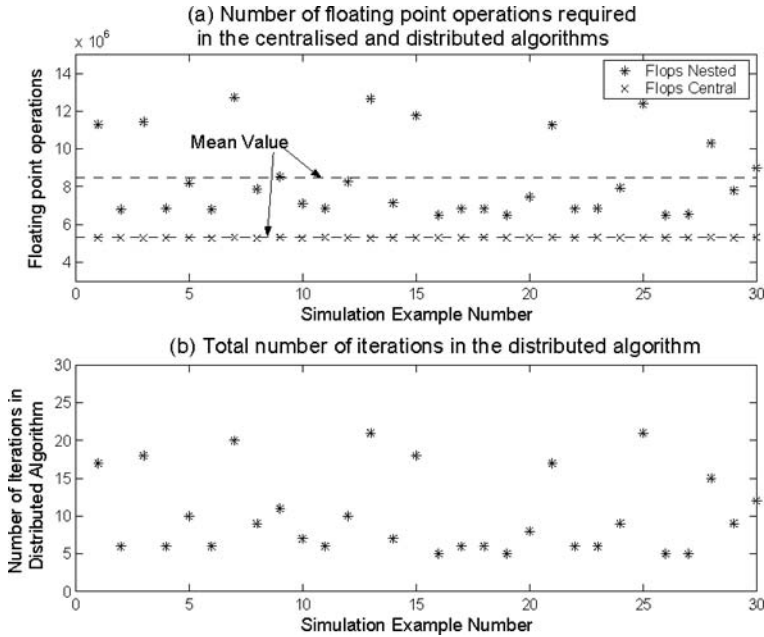 (a) Number of floating point operations required
in the centralised and distributed algorithms
x 10⁶
14
12
10
8
6
4
Floating point operations
* Flops Nested
× Flops Central
Mean Value
0 5 10 15 20 25 30
Simulation Example Number
(b) Total number of iterations in the distributed algorithm
30
25
20
15
10
5
0
Number of Iterations in
Distributed Algorithm
0 5 10 15 20 25 30
Simulation Example Number